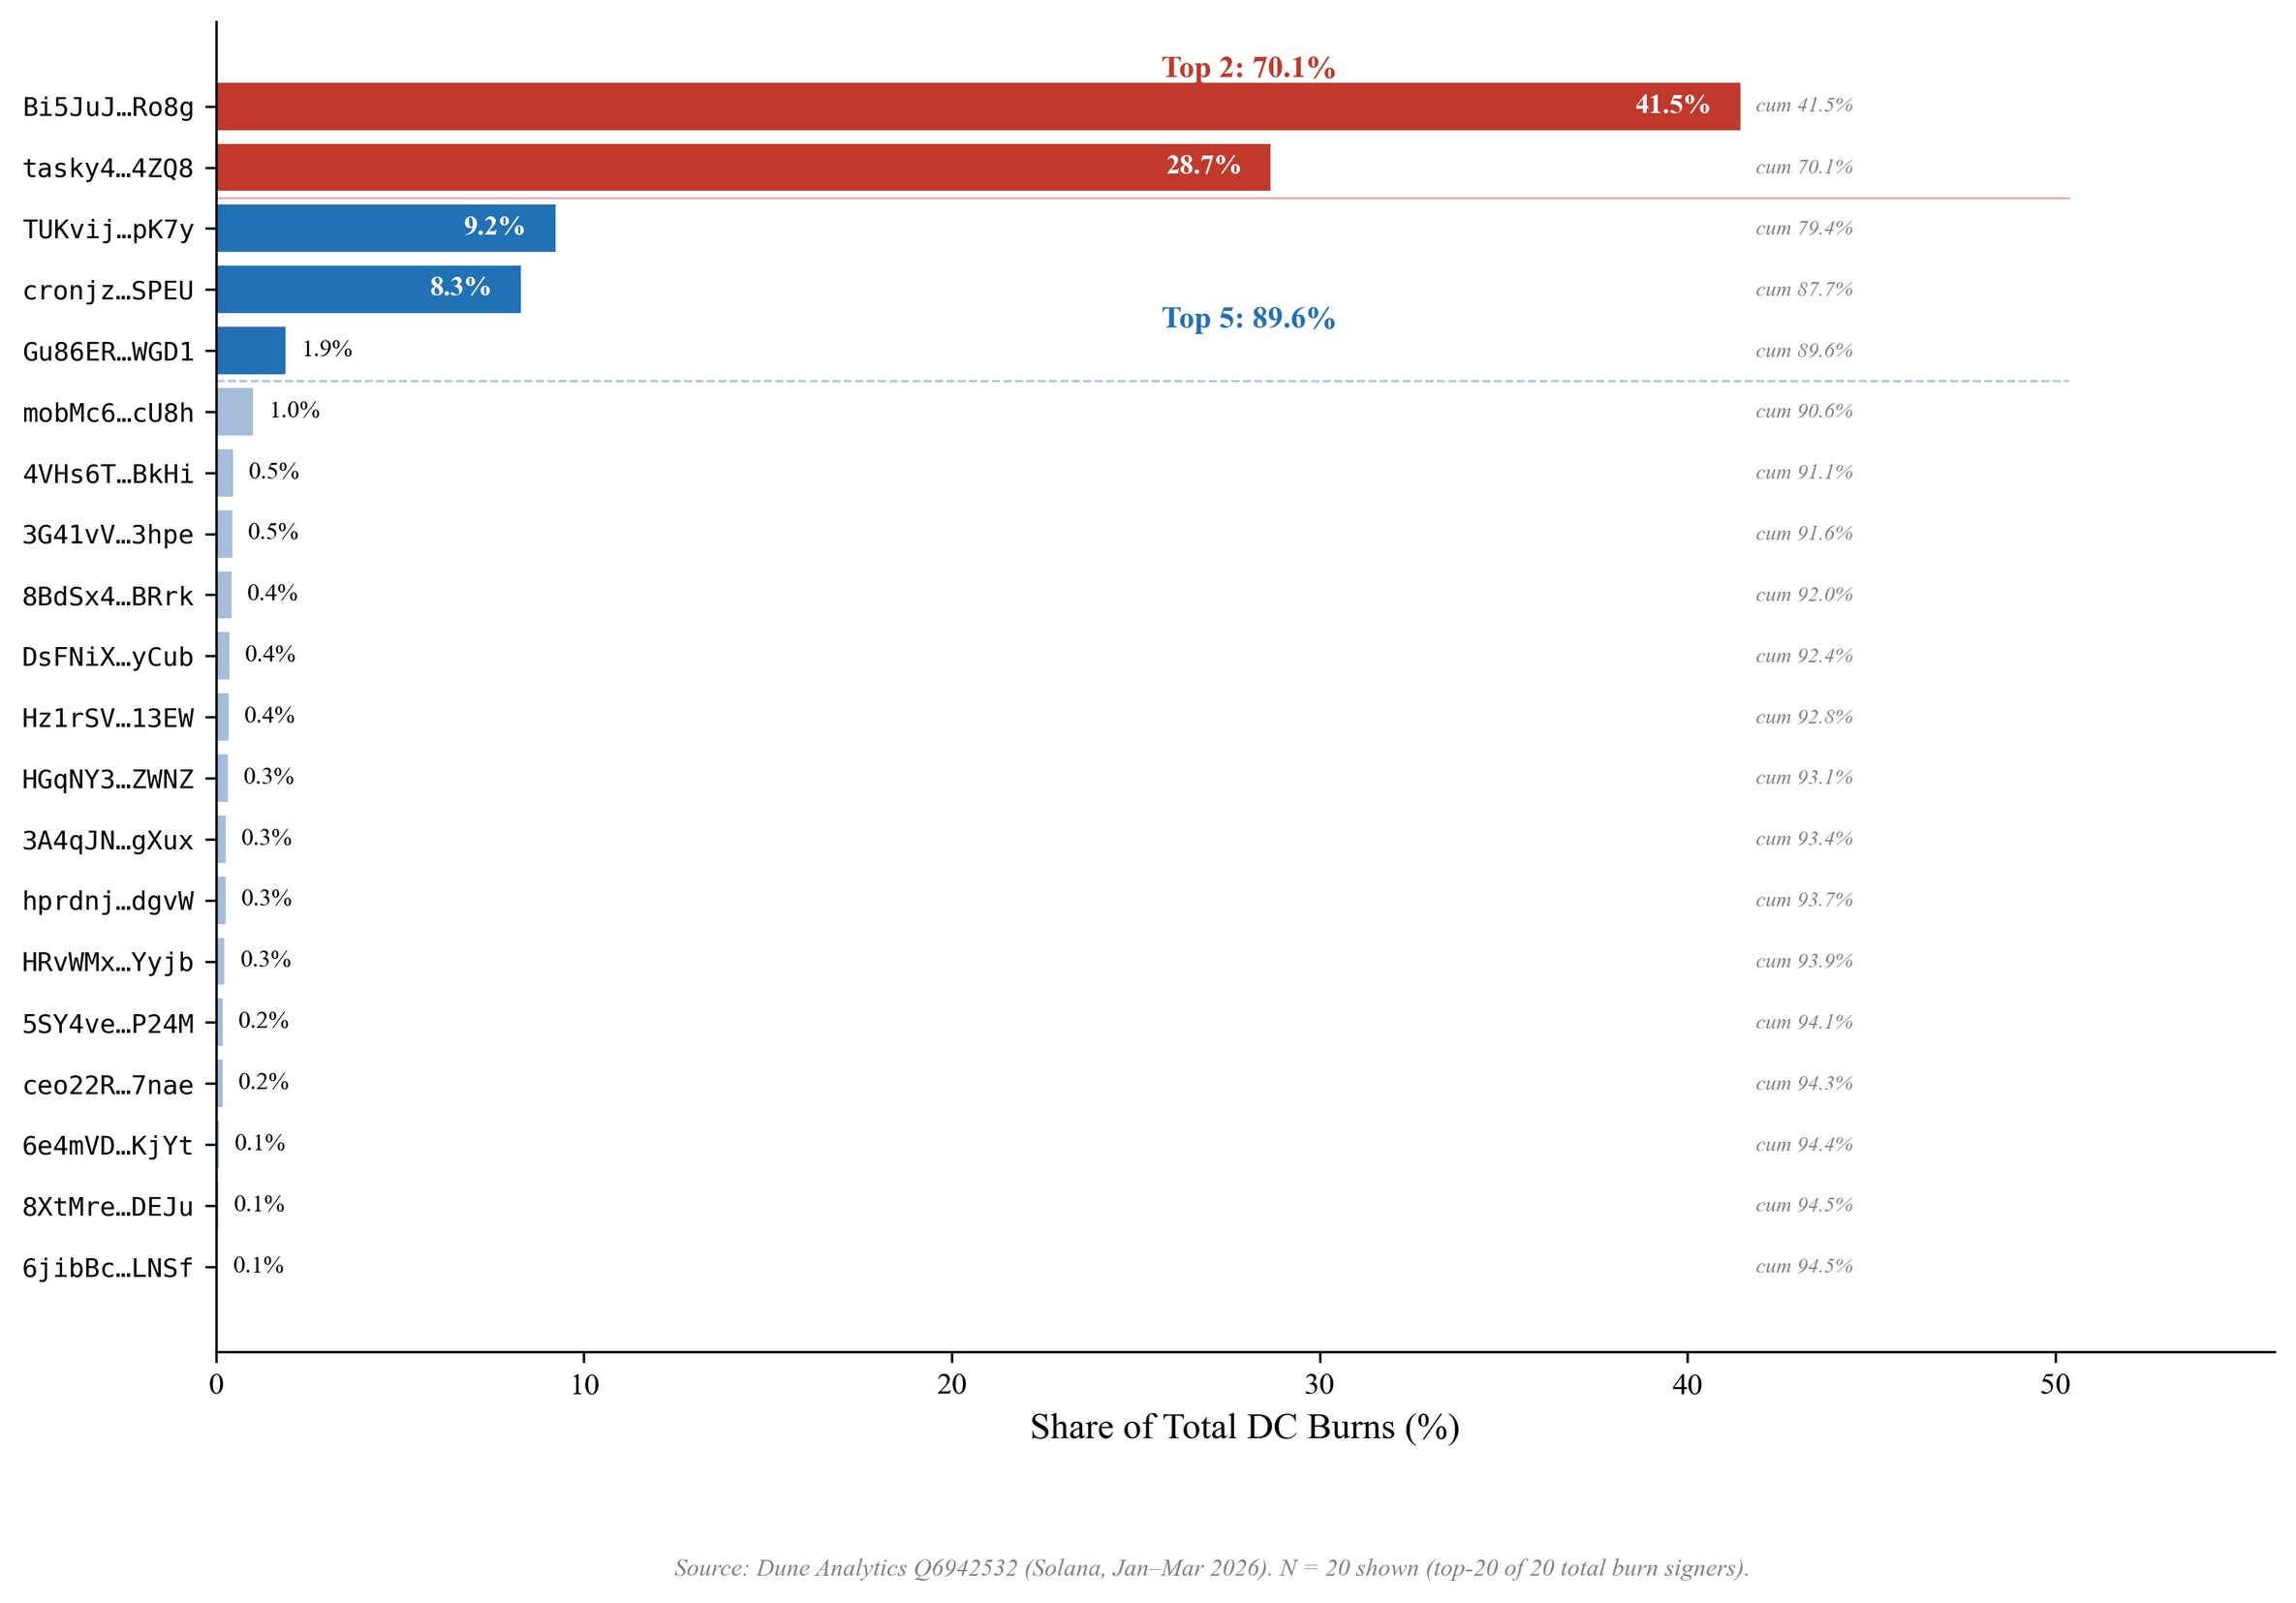 Top 2: 70.1%
Bi5JuJ…Ro8g 41.5% cum 41.5%
tasky4…4ZQ8 28.7% cum 70.1%
TUKvij…pK7y 9.2% cum 79.4%
cronjz…SPEU 8.3% cum 87.7%
Top 5: 89.6%
Gu86ER…WGD1 1.9% cum 89.6%
mobMc6…cU8h 1.0% cum 90.6%
4VHs6T…BkHi 0.5% cum 91.1%
3G41vV…3hpe 0.5% cum 91.6%
8BdSx4…BRrk 0.4% cum 92.0%
DsFNiX…yCub 0.4% cum 92.4%
Hz1rSV…13EW 0.4% cum 92.8%
HGqNY3…ZWNZ 0.3% cum 93.1%
3A4qJN…gXux 0.3% cum 93.4%
hprdnj…dgvW 0.3% cum 93.7%
HRvWMx…Yyjb 0.3% cum 93.9%
5SY4ve…P24M 0.2% cum 94.1%
ceo22R…7nae 0.2% cum 94.3%
6e4mVD…KjYt 0.1% cum 94.4%
8XtMre…DEJu 0.1% cum 94.5%
6jibBc…LNSf 0.1% cum 94.5%
0 10 20 30 40 50
Share of Total DC Burns (%)
Source: Dune Analytics Q6942532 (Solana, Jan–Mar 2026). N = 20 shown (top-20 of 20 total burn signers).